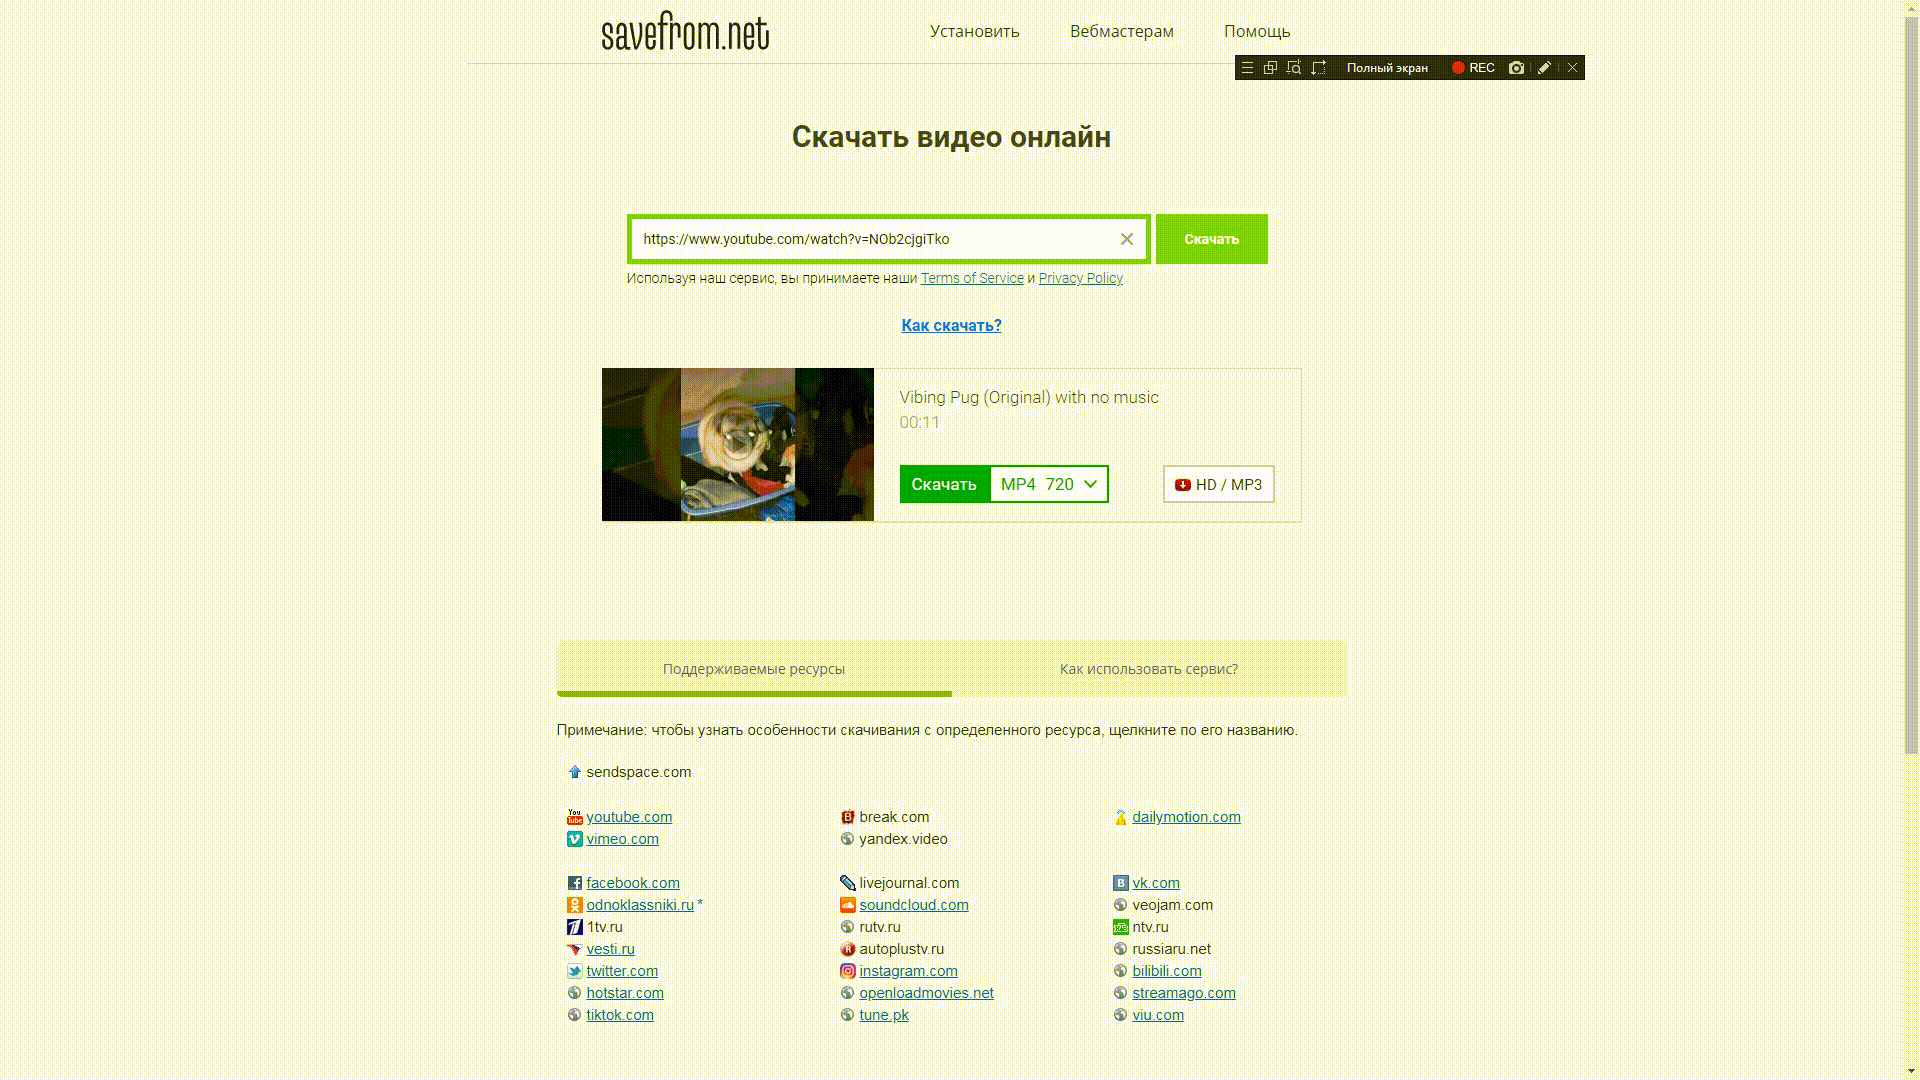 savefrom.net
Установить Вебмастерам Помощь
Полный экран REC
Скачать видео онлайн
https://www.youtube.com/watch?v=NOb2cjgiTko Скачать
Используя наш сервис, вы принимаете наши Terms of Service и Privacy Policy
Как скачать?
Vibing Pug (Original) with no music
00:11
Скачать MP4 720 HD / MP3
Поддерживаемые ресурсы Как использовать сервис?
Примечание: чтобы узнать особенности скачивания с определенного ресурса, щелкните по его названию.
sendspace.com
youtube.com break.com dailymotion.com
vimeo.com yandex.video
facebook.com livejournal.com vk.com
odnoklassniki.ru * soundcloud.com veojam.com
1tv.ru rutv.ru ntv.ru
vesti.ru autoplustv.ru russiaru.net
twitter.com instagram.com bilibili.com
hotstar.com openloadmovies.net streamago.com
tiktok.com tune.pk viu.com